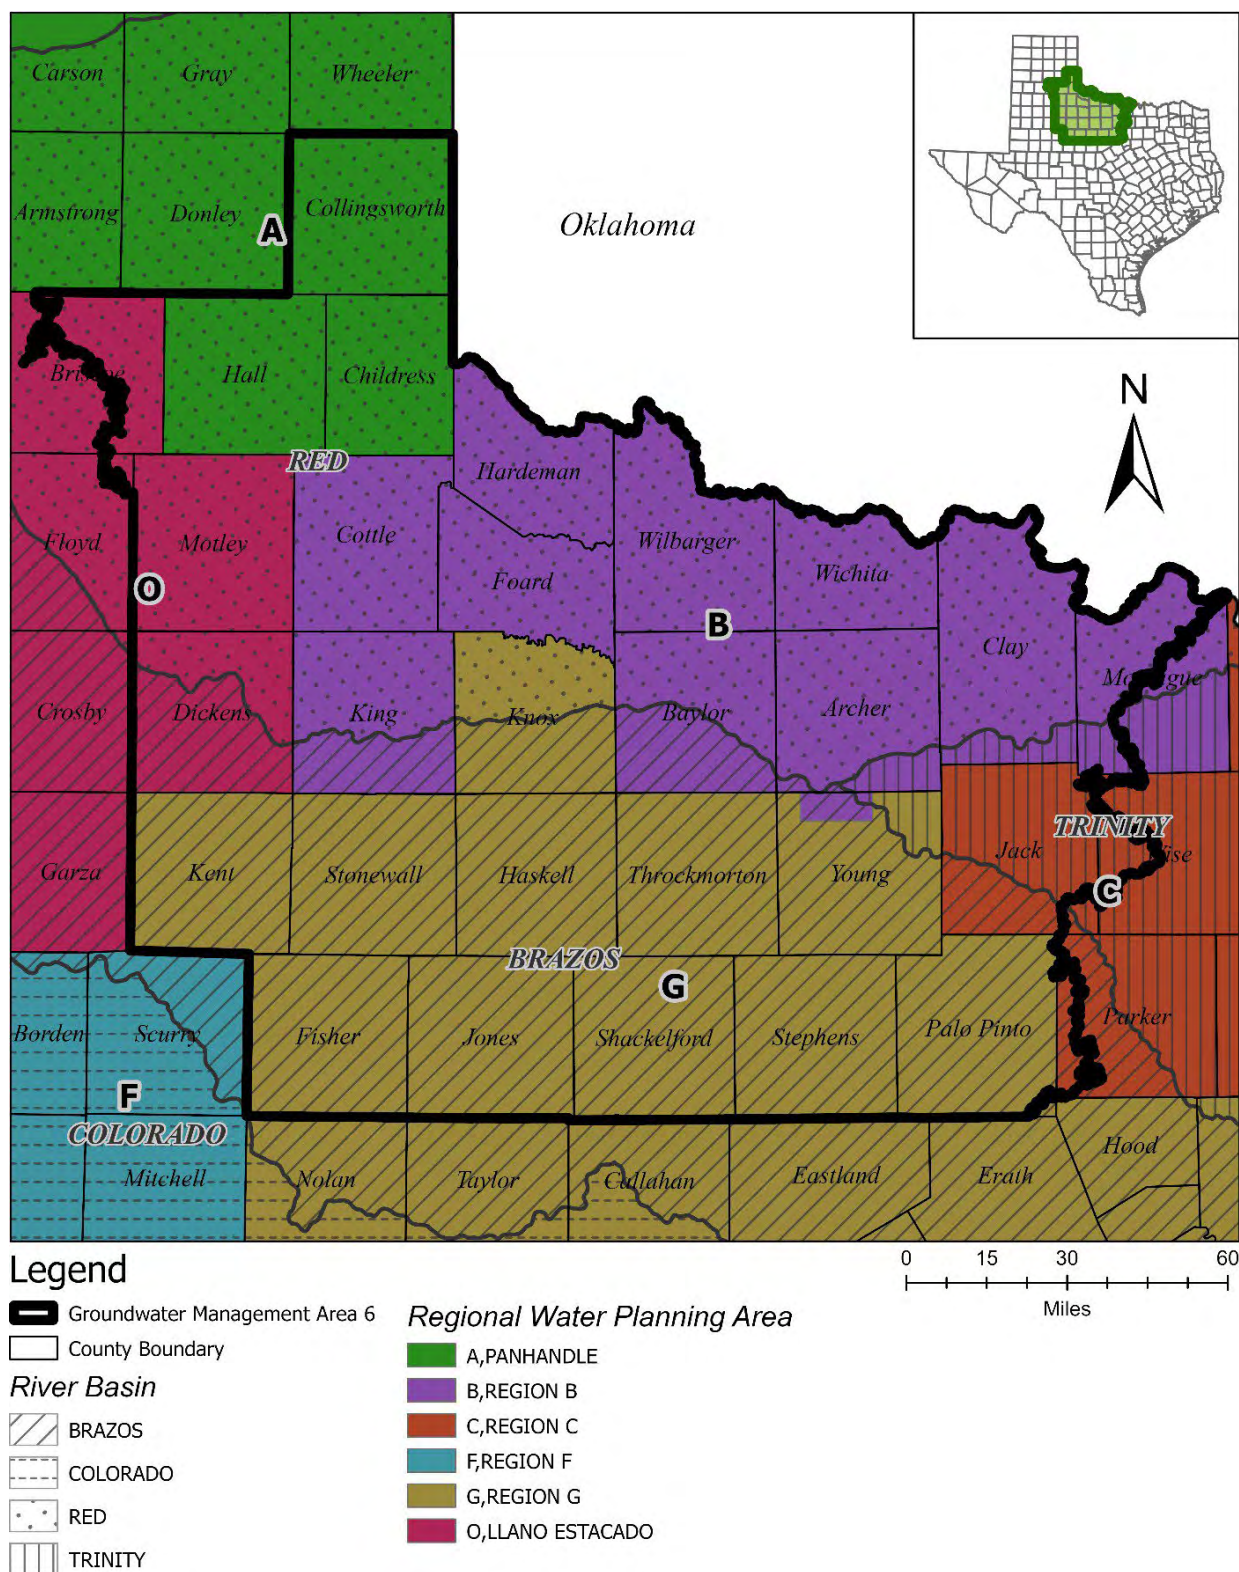 Carson Gray Wheeler
Armstrong Donley Collingsworth
A
Oklahoma
N
Briscoe Hall Childress
RED
Hardeman
Floyd Motley Cottle Foard Wilbarger Wichita
O
B
Clay
Montague
Crosby Dickens King Knox Baylor Archer
TRINITY
Garza Kent Stonewall Haskell Throckmorton Young Jack Wise
C
BRAZOS
G
Borden Scurry Fisher Jones Shackelford Stephens Palo Pinto Parker
F
COLORADO
Mitchell Nolan Taylor Callahan Eastland Erath Hood
0 15 30 60
Miles
Legend
Groundwater Management Area 6
County Boundary
River Basin
BRAZOS
COLORADO
RED
TRINITY
Regional Water Planning Area
A,PANHANDLE
B,REGION B
C,REGION C
F,REGION F
G,REGION G
O,LLANO ESTACADO